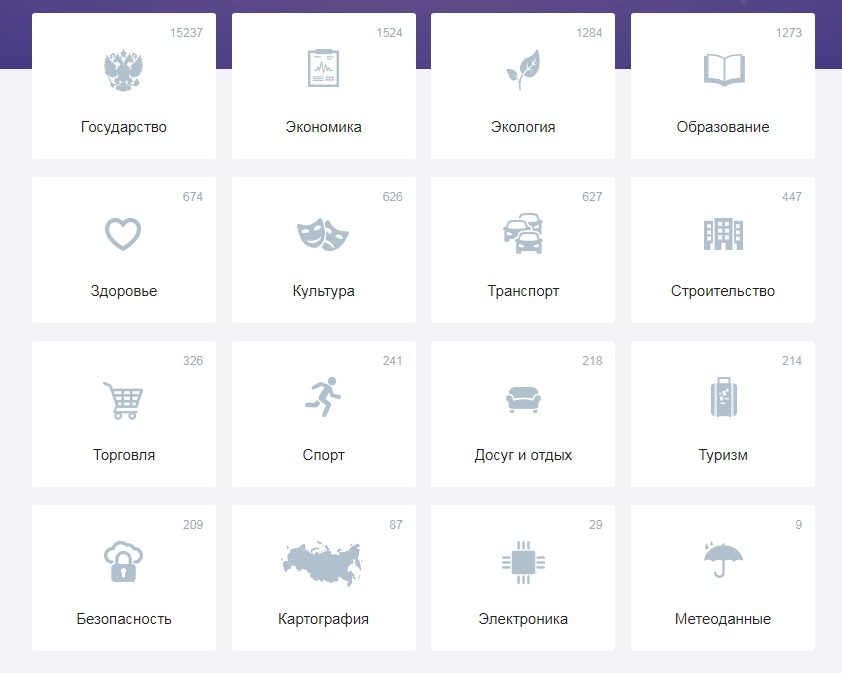 15237
Государство
1524
Экономика
1284
Экология
1273
Образование
674
Здоровье
626
Культура
627
Транспорт
447
Строительство
326
Торговля
241
Спорт
218
Досуг и отдых
214
Туризм
209
Безопасность
87
Картография
29
Электроника
9
Метеоданные